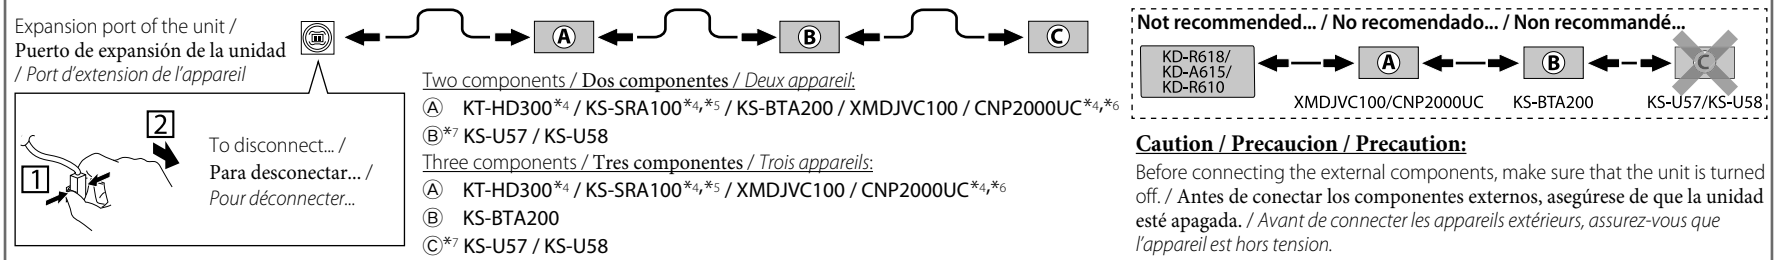 Expansion port of the unit /
Puerto de expansión de la unidad
/ Port d'extension de l'appareil
A
B
C
1
2
To disconnect... /
Para desconectar... /
Pour déconnecter...
Two components / Dos componentes / Deux appareil:
Ⓐ KT-HD300*4 / KS-SRA100*4,*5 / KS-BTA200 / XMDJVC100 / CNP2000UC*4,*6
Ⓑ*7 KS-U57 / KS-U58
Three components / Tres componentes / Trois appareils:
Ⓐ KT-HD300*4 / KS-SRA100*4,*5 / XMDJVC100 / CNP2000UC*4,*6
Ⓑ KS-BTA200
Ⓒ*7 KS-U57 / KS-U58
Not recommended... / No recomendado... / Non recommandé...
KD-R618/
KD-A615/
KD-R610
A
B
C
XMDJVC100/CNP2000UC KS-BTA200 KS-U57/KS-U58
Caution / Precaucion / Precaution:
Before connecting the external components, make sure that the unit is turned
off. / Antes de conectar los componentes externos, asegúrese de que la unidad
esté apagada. / Avant de connecter les appareils extérieurs, assurez-vous que
l'appareil est hors tension.